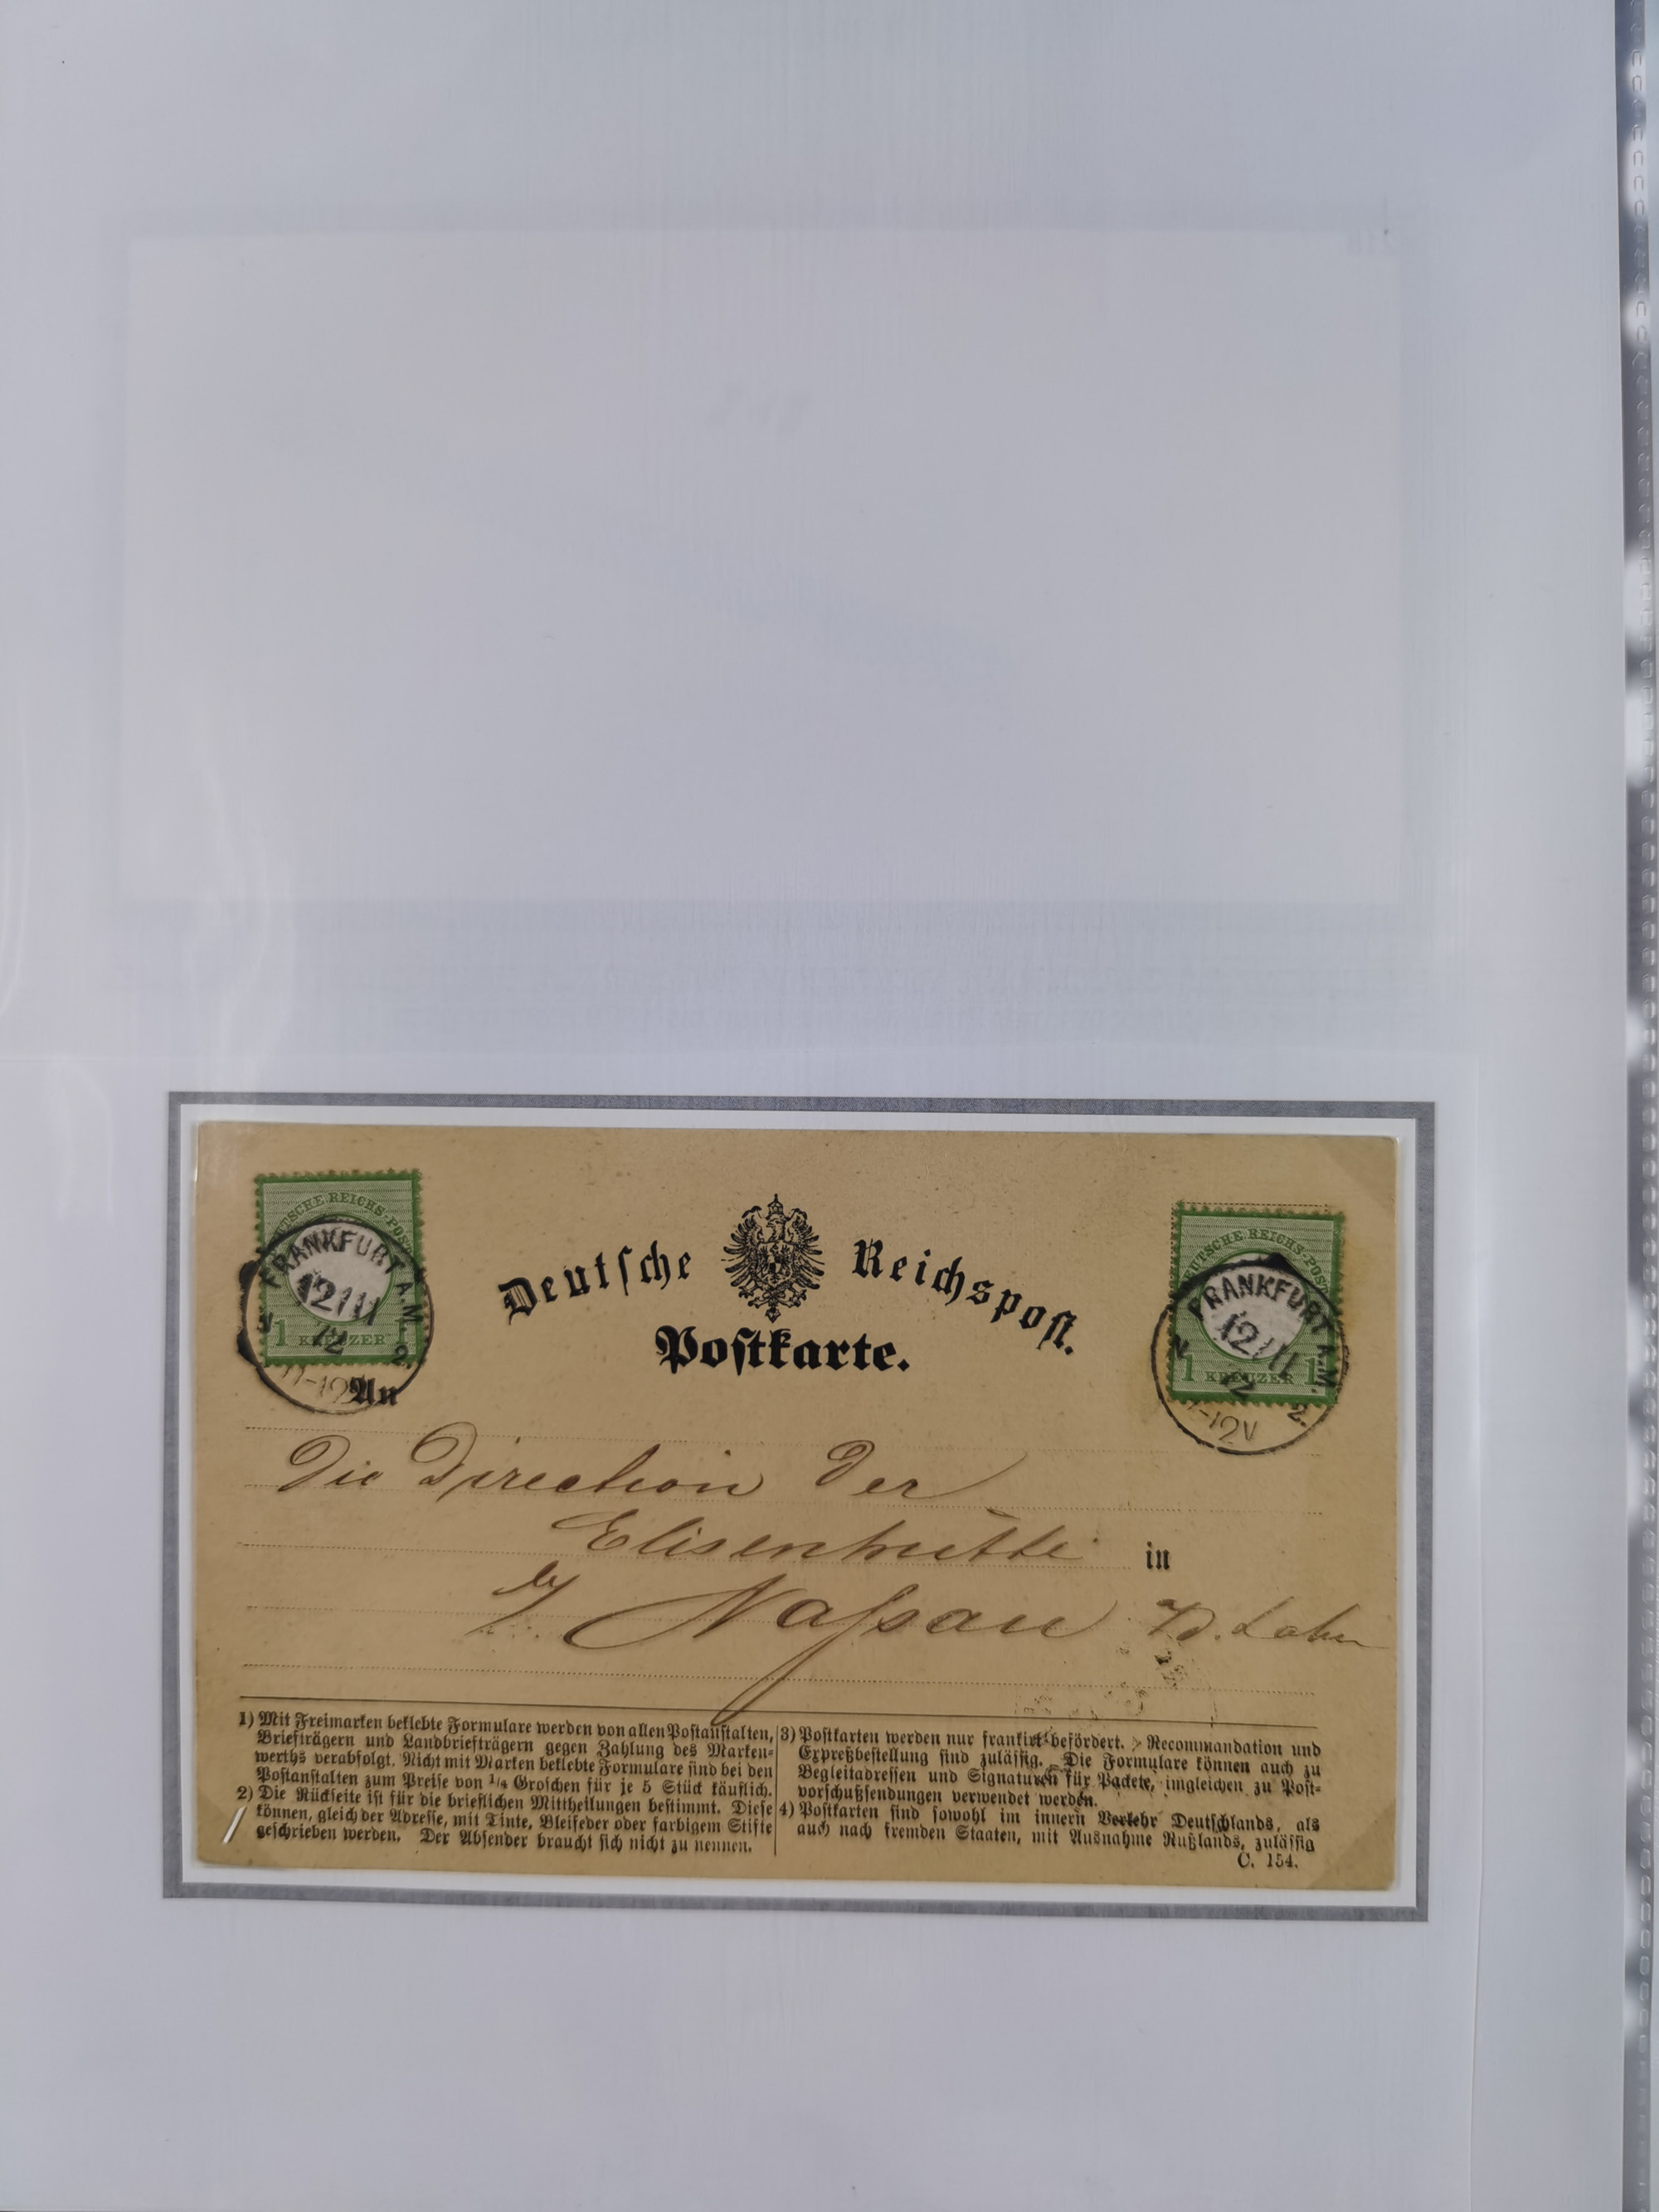 DEUTSCHE REICHS-POST
FRANKFURT A.M.
12/11
72
11-12V
N
2.
1 KREUZER 1
Deutſche Reichspoſt.
Poſtkarte.
DEUTSCHE REICHS-POST
FRANKFURT A.M.
12/11
72
11-12V
N
2.
1 KREUZER 1
An
Die Direction der
Elisenhütte in
b/ Naſsau a/d. Lahn
1) Mit Freimarken beklebte Formulare werden von allen Poſtanſtalten,
Briefträgern und Landbriefträgern gegen Zahlung des Marken-
werths verabfolgt. Nicht mit Marken beklebte Formulare ſind bei den
Poſtanſtalten zum Preiſe von 1/4 Groſchen für je 5 Stück käuflich.
2) Die Rückſeite iſt für die brieflichen Mittheilungen beſtimmt. Dieſe
können, gleich der Adreſſe, mit Tinte, Bleifeder oder farbigem Stifte
geſchrieben werden. Der Abſender braucht ſich nicht zu nennen.
3) Poſtkarten werden nur frankirt befördert. Recommandation und
Expreßbeſtellung ſind zuläſſig. Die Formulare können auch zu
Begleitadreſſen und Signaturen für Packete, imgleichen zu Poſt-
vorſchußſendungen verwendet werden.
4) Poſtkarten ſind ſowohl im innern Verkehr Deutſchlands, als
auch nach fremden Staaten, mit Ausnahme Rußlands, zuläſſig
C. 154.